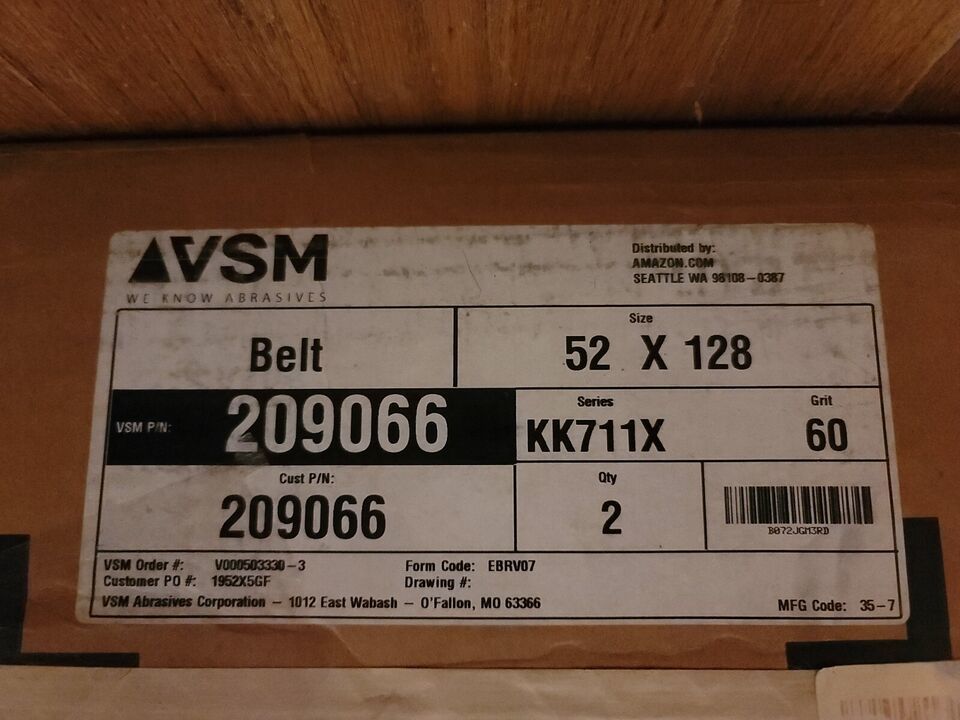 VSM
WE KNOW ABRASIVES
Distributed by:
AMAZON.COM
SEATTLE WA 98108-0387
Belt
Size
52 X 128
VSM P/N:
209066
Series
KK711X
Grit
60
Cust P/N:
209066
Qty
2
B072JGM3RD
VSM Order #: V000503330-3
Form Code: EBRV07
Customer PO #: 1952X5GF
Drawing #:
VSM Abrasives Corporation - 1012 East Wabash - O'Fallon, MO 63366
MFG Code: 35-7